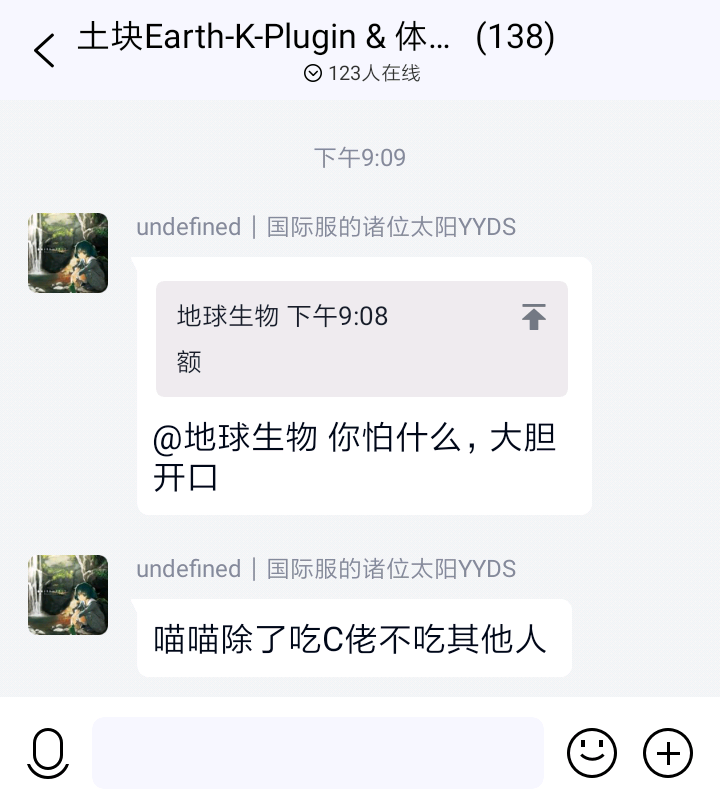 土块Earth-K-Plugin & 体... (138)
123人在线
下午9:09
undefined｜国际服的诸位太阳YYDS
地球生物 下午9:08
额
@地球生物 你怕什么，大胆
开口
undefined｜国际服的诸位太阳YYDS
喵喵除了吃C佬不吃其他人